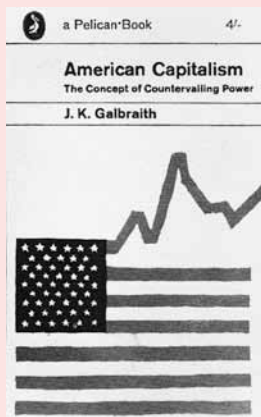 a Pelican Book 4/-
American Capitalism
The Concept of Countervailing Power
J. K. Galbraith